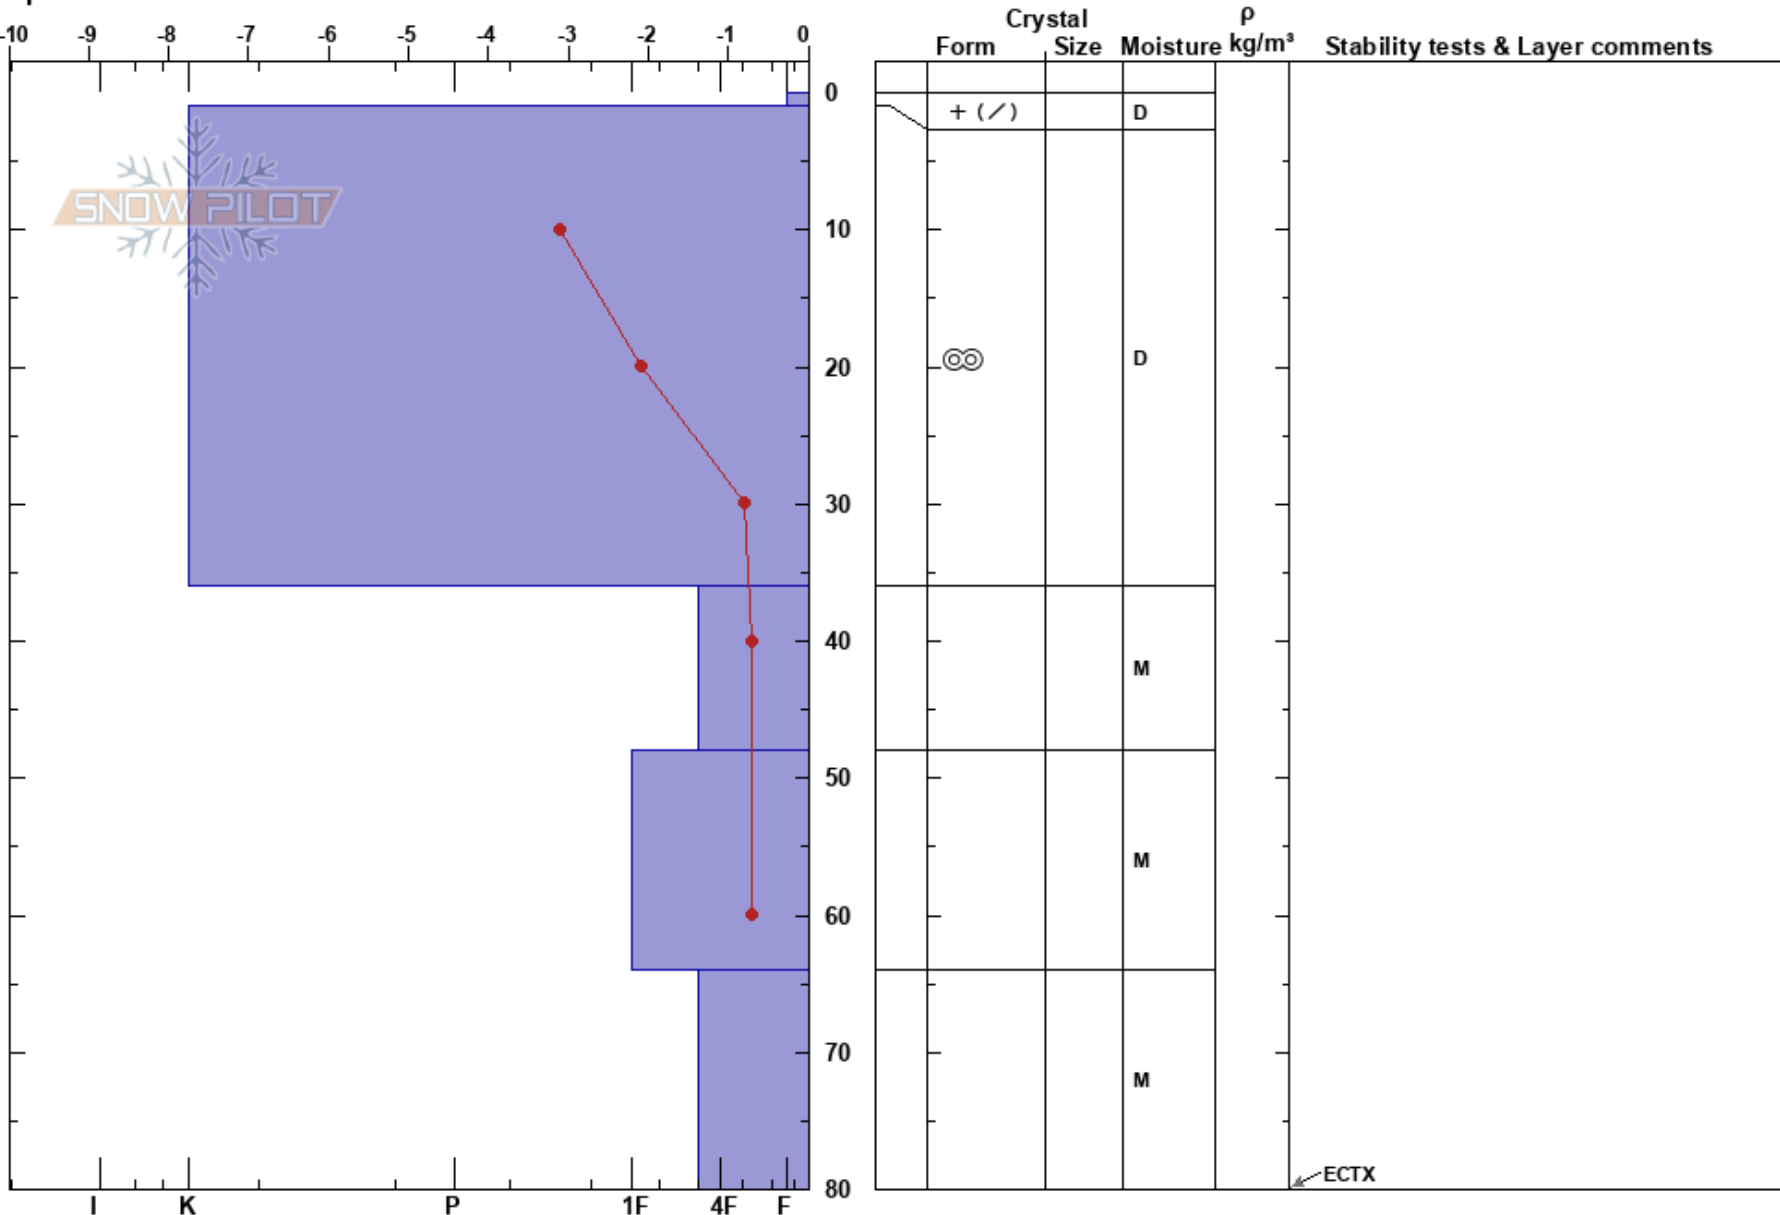 Crystal ρ
-10 -9 -8 -7 -6 -5 -4 -3 -2 -1 0 Form Size Moisture kg/m³ Stability tests & Layer comments
0
+ (/) D
SNOW PILOT
10
D
20
30
40
M
50
M
60
70
M
ECTX
80
I K P 1F 4F F